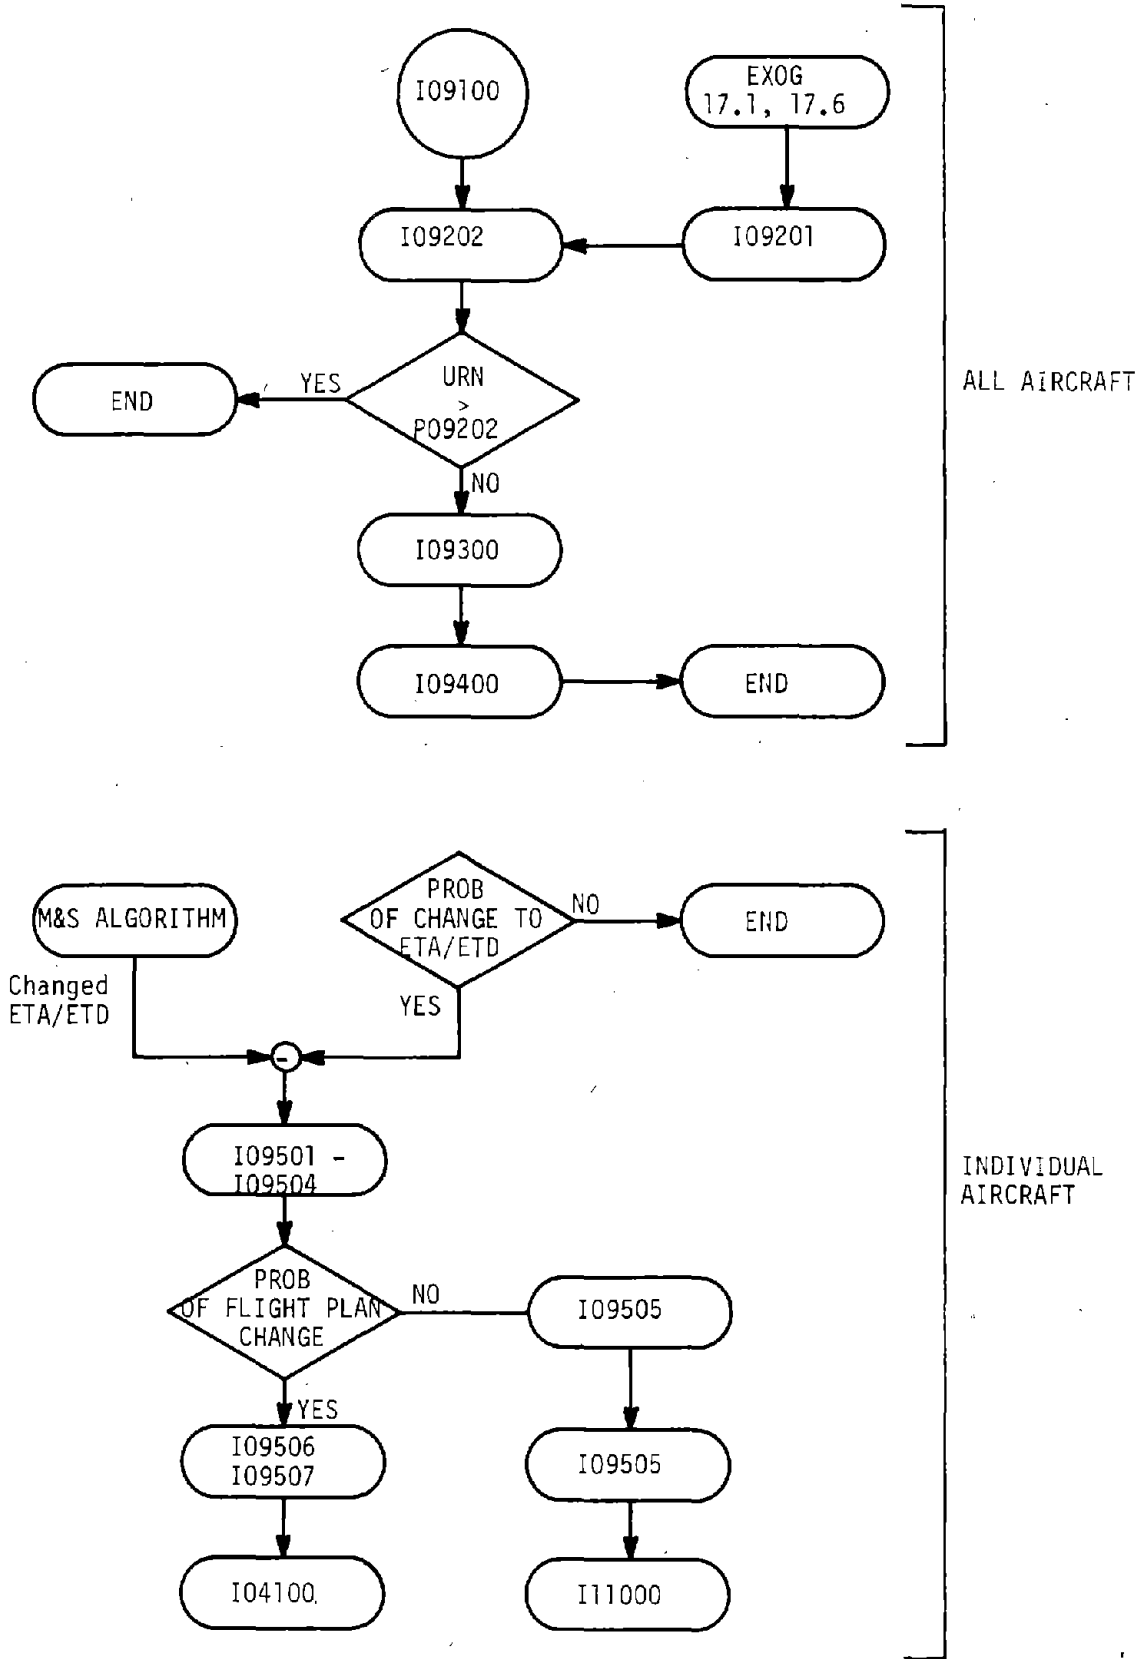 I09100
EXOG
17.1, 17.6
I09202
I09201
URN
>
P09202
YES
END
NO
I09300
I09400
END
ALL AIRCRAFT
M&S ALGORITHM
PROB
OF CHANGE TO
ETA/ETD
NO
END
Changed
ETA/ETD
YES
-
I09501 -
I09504
INDIVIDUAL
AIRCRAFT
PROB
OF FLIGHT PLAN
CHANGE
NO
I09505
YES
I09506
I09507
I09505
I04100
I11000